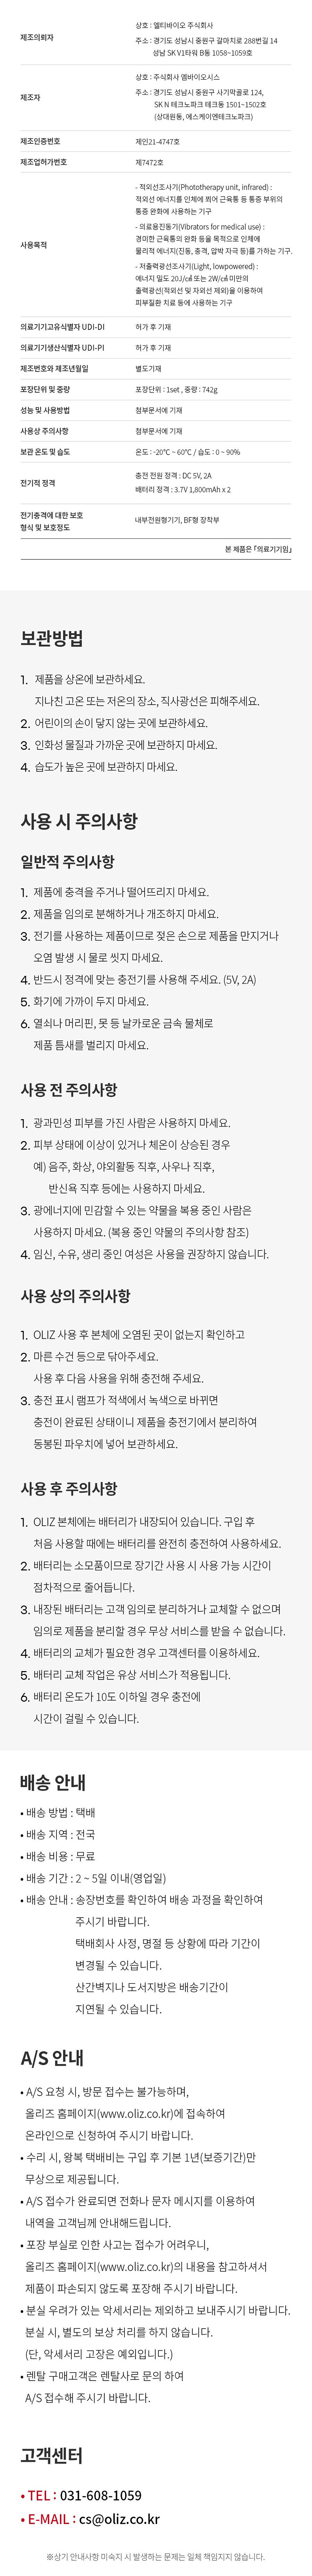 제조의뢰자
상호 : 엘티바이오 주식회사
주소 : 경기도 성남시 중원구 갈마치로 288번길 14
성남 SK V1타워 B동 1058~1059호
제조자
상호 : 주식회사 엠바이오시스
주소 : 경기도 성남시 중원구 사기막골로 124,
SK N 테크노파크 테크동 1501~1502호
(상대원동, 에스케이엔테크노파크)
제조인증번호 제인21-4747호
제조업허가번호 제7472호
사용목적
- 적외선조사기(Phototherapy unit, infrared) :
적외선 에너지를 인체에 쬐어 근육통 등 통증 부위의
통증 완화에 사용하는 기구
- 의료용진동기(Vibrators for medical use) :
경미한 근육통의 완화 등을 목적으로 인체에
물리적 에너지(진동, 충격, 압박 자극 등)를 가하는 기구.
- 저출력광선조사기(Light, lowpowered) :
에너지 밀도 20J/㎠ 또는 2W/㎠ 미만의
출력광선(적외선 및 자외선 제외)을 이용하여
피부질환 치료 등에 사용하는 기구
의료기기고유식별자 UDI-DI 허가 후 기재
의료기기생산식별자 UDI-PI 허가 후 기재
제조번호와 제조년월일 별도기재
포장단위 및 중량 포장단위 : 1set , 중량 : 742g
성능 및 사용방법 첨부문서에 기재
사용상 주의사항 첨부문서에 기재
보관 온도 및 습도 온도 : -20℃ ~ 60℃ / 습도 : 0 ~ 90%
전기적 정격
충전 전원 정격 : DC 5V, 2A
배터리 정격 : 3.7V 1,800mAh x 2
전기충격에 대한 보호
형식 및 보호정도
내부전원형기기, BF형 장착부
본 제품은 「의료기기임」
보관방법
1. 제품을 상온에 보관하세요.
지나친 고온 또는 저온의 장소, 직사광선은 피해주세요.
2. 어린이의 손이 닿지 않는 곳에 보관하세요.
3. 인화성 물질과 가까운 곳에 보관하지 마세요.
4. 습도가 높은 곳에 보관하지 마세요.
사용 시 주의사항
일반적 주의사항
1. 제품에 충격을 주거나 떨어뜨리지 마세요.
2. 제품을 임의로 분해하거나 개조하지 마세요.
3. 전기를 사용하는 제품이므로 젖은 손으로 제품을 만지거나
오염 발생 시 물로 씻지 마세요.
4. 반드시 정격에 맞는 충전기를 사용해 주세요. (5V, 2A)
5. 화기에 가까이 두지 마세요.
6. 열쇠나 머리핀, 못 등 날카로운 금속 물체로
제품 틈새를 벌리지 마세요.
사용 전 주의사항
1. 광과민성 피부를 가진 사람은 사용하지 마세요.
2. 피부 상태에 이상이 있거나 체온이 상승된 경우
예) 음주, 화상, 야외활동 직후, 사우나 직후,
반신욕 직후 등에는 사용하지 마세요.
3. 광에너지에 민감할 수 있는 약물을 복용 중인 사람은
사용하지 마세요. (복용 중인 약물의 주의사항 참조)
4. 임신, 수유, 생리 중인 여성은 사용을 권장하지 않습니다.
사용 상의 주의사항
1. OLIZ 사용 후 본체에 오염된 곳이 없는지 확인하고
2. 마른 수건 등으로 닦아주세요.
사용 후 다음 사용을 위해 충전해 주세요.
3. 충전 표시 램프가 적색에서 녹색으로 바뀌면
충전이 완료된 상태이니 제품을 충전기에서 분리하여
동봉된 파우치에 넣어 보관하세요.
사용 후 주의사항
1. OLIZ 본체에는 배터리가 내장되어 있습니다. 구입 후
처음 사용할 때에는 배터리를 완전히 충전하여 사용하세요.
2. 배터리는 소모품이므로 장기간 사용 시 사용 가능 시간이
점차적으로 줄어듭니다.
3. 내장된 배터리는 고객 임의로 분리하거나 교체할 수 없으며
임의로 제품을 분리할 경우 무상 서비스를 받을 수 없습니다.
4. 배터리의 교체가 필요한 경우 고객센터를 이용하세요.
5. 배터리 교체 작업은 유상 서비스가 적용됩니다.
6. 배터리 온도가 10도 이하일 경우 충전에
시간이 걸릴 수 있습니다.
배송 안내
• 배송 방법 : 택배
• 배송 지역 : 전국
• 배송 비용 : 무료
• 배송 기간 : 2 ~ 5일 이내(영업일)
• 배송 안내 : 송장번호를 확인하여 배송 과정을 확인하여
주시기 바랍니다.
택배회사 사정, 명절 등 상황에 따라 기간이
변경될 수 있습니다.
산간벽지나 도서지방은 배송기간이
지연될 수 있습니다.
A/S 안내
• A/S 요청 시, 방문 접수는 불가능하며,
올리즈 홈페이지(www.oliz.co.kr)에 접속하여
온라인으로 신청하여 주시기 바랍니다.
• 수리 시, 왕복 택배비는 구입 후 기본 1년(보증기간)만
무상으로 제공됩니다.
• A/S 접수가 완료되면 전화나 문자 메시지를 이용하여
내역을 고객님께 안내해드립니다.
• 포장 부실로 인한 사고는 접수가 어려우니,
올리즈 홈페이지(www.oliz.co.kr)의 내용을 참고하셔서
제품이 파손되지 않도록 포장해 주시기 바랍니다.
• 분실 우려가 있는 악세서리는 제외하고 보내주시기 바랍니다.
분실 시, 별도의 보상 처리를 하지 않습니다.
(단, 악세서리 고장은 예외입니다.)
• 렌탈 구매고객은 렌탈사로 문의 하여
A/S 접수해 주시기 바랍니다.
고객센터
• TEL : 031-608-1059
• E-MAIL : cs@oliz.co.kr
※상기 안내사항 미숙지 시 발생하는 문제는 일체 책임지지 않습니다.